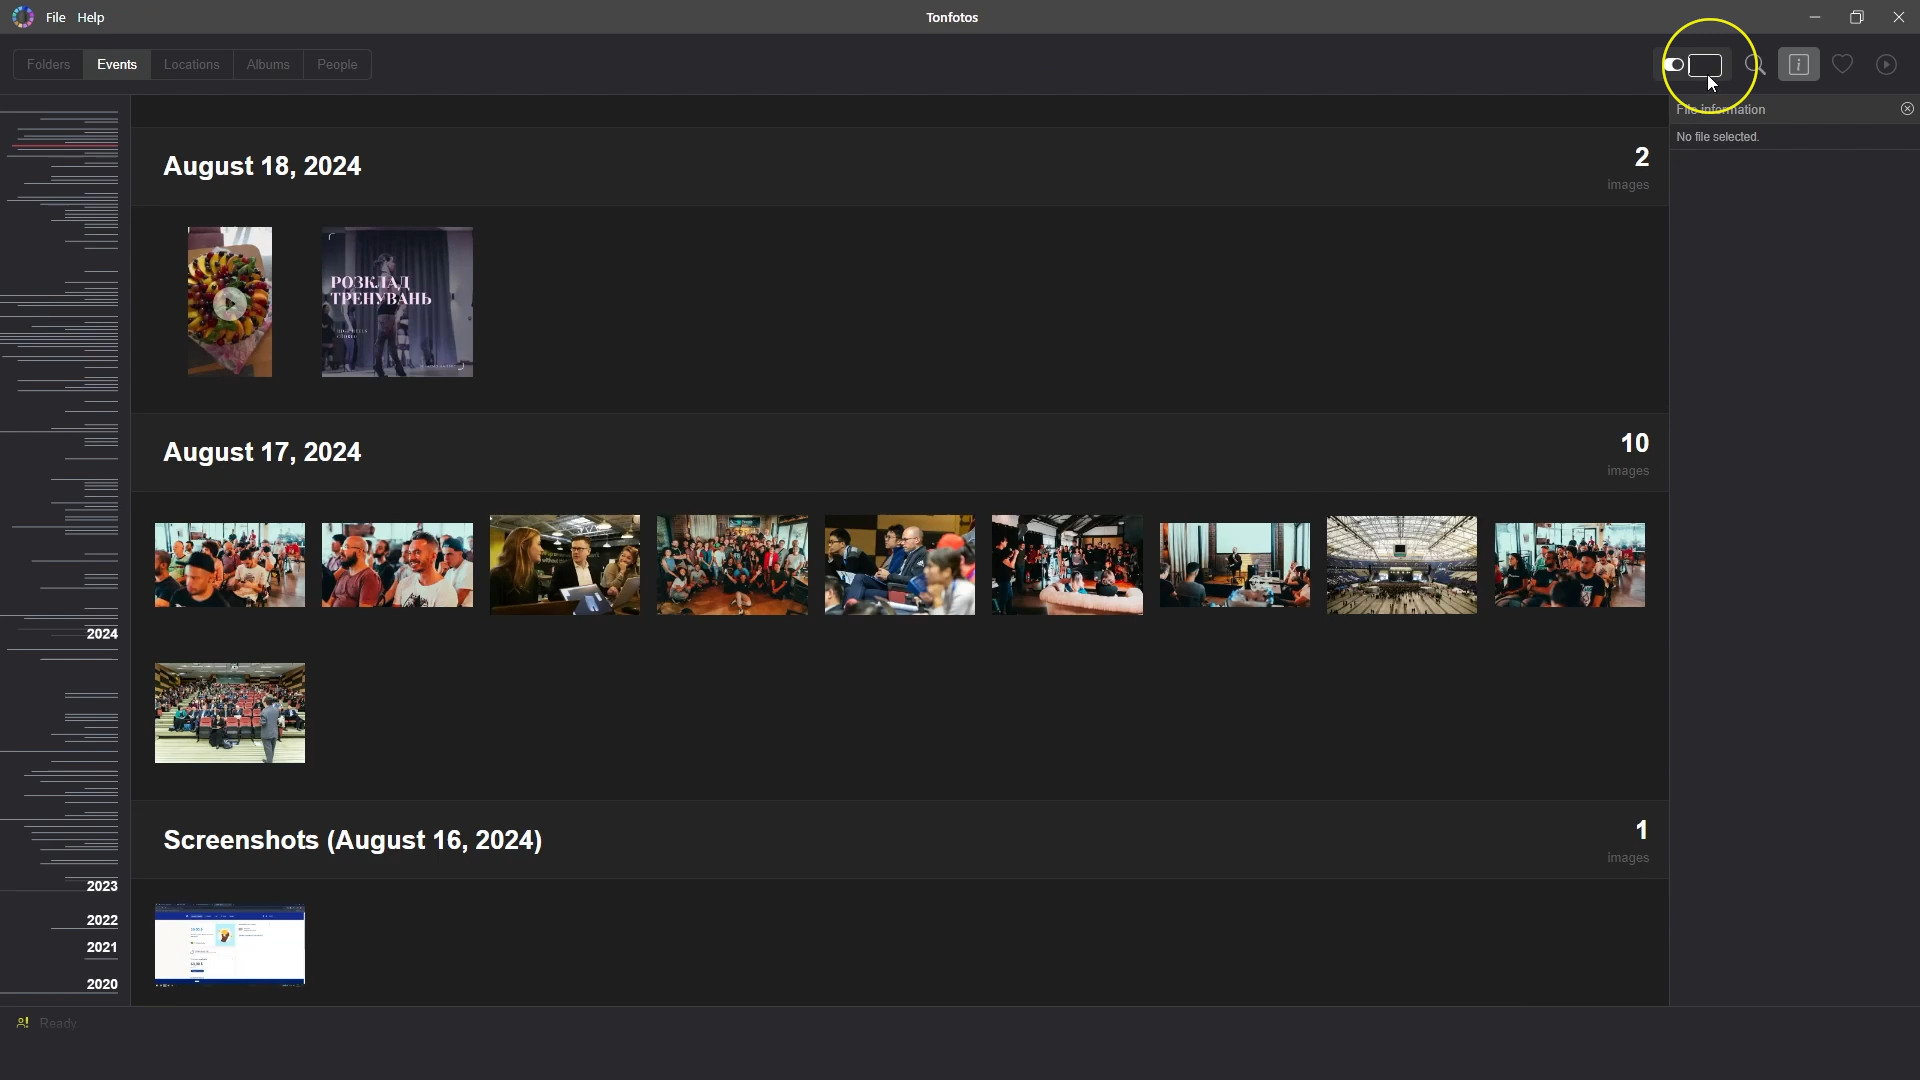 File Help
Tonfotos
Folders Events Locations Albums People
File information
No file selected.
August 18, 2024
2
images
РОЗКЛАД
ТРЕНУВАНЬ
August 17, 2024
10
images
Screenshots (August 16, 2024)
1
images
2024
2023
2022
2021
2020
Ready